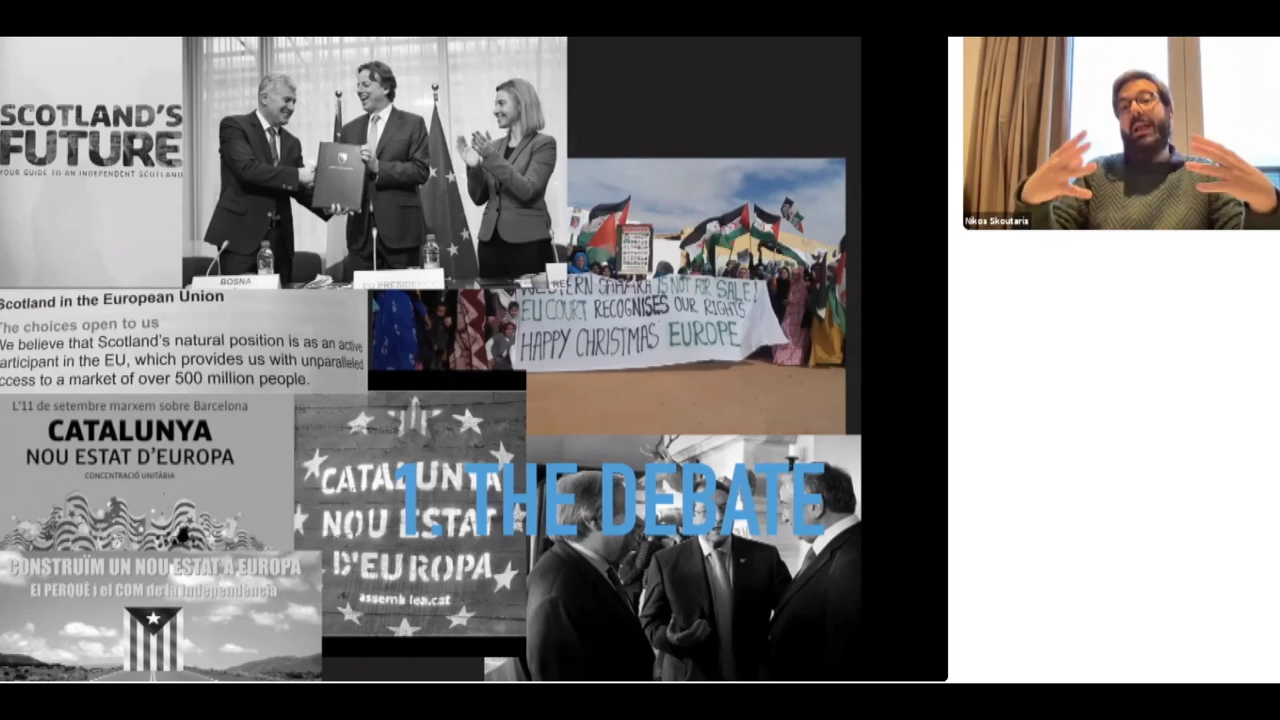 SCOTLAND'S
FUTURE
YOUR GUIDE TO AN INDEPENDENT SCOTLAND
BOSNA
EU PRESIDENCY
Scotland in the European Union
The choices open to us
We believe that Scotland's natural position is as an active
participant in the EU, which provides us with unparalleled
access to a market of over 500 million people.
WESTERN SAHARA IS NOT FOR SALE!
EU COURT RECOGNISES OUR RIGHTS
HAPPY CHRISTMAS EUROPE
L'11 de setembre marxem sobre Barcelona
CATALUNYA
NOU ESTAT D'EUROPA
CONCENTRACIÓ UNITÀRIA
CATALUNYA
NOU ESTAT
D'EUROPA
assemblea.cat
1. THE DEBATE
CONSTRUÏM UN NOU ESTAT A EUROPA
El PERQUÈ i el COM de la Independència
Nikos Skoutaris